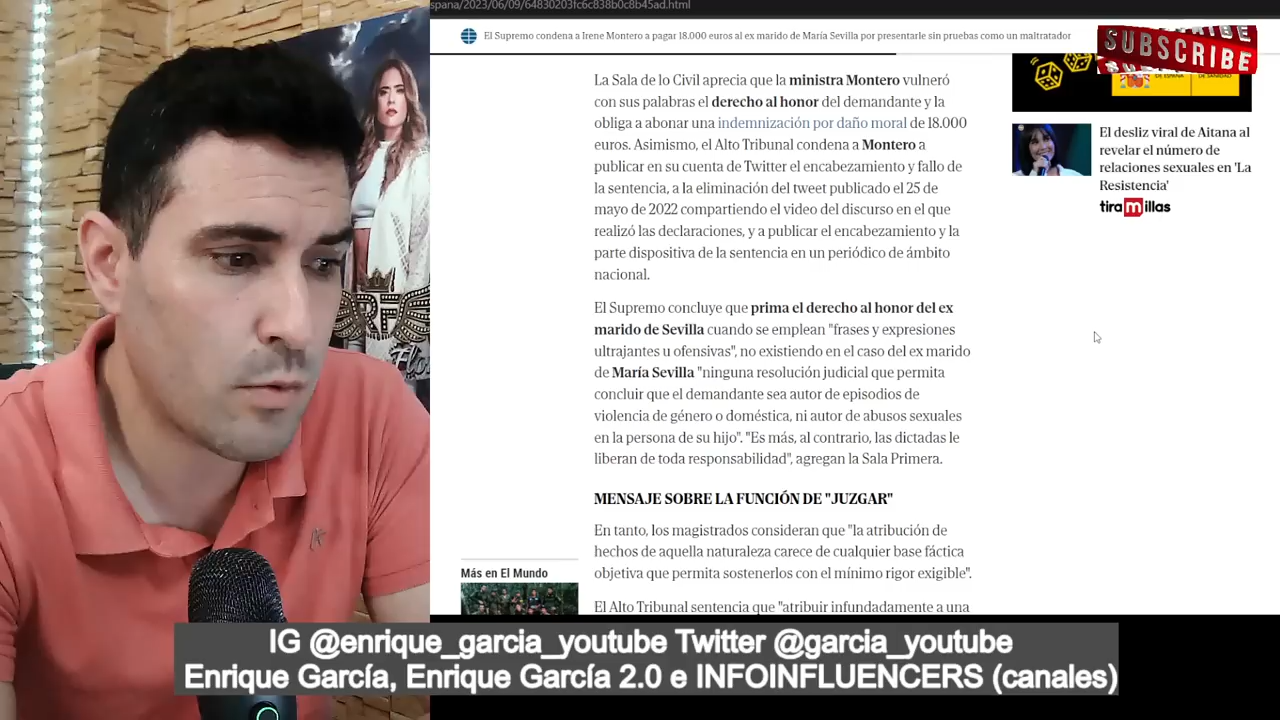 spana/2023/06/09/64830203fc6c838b0c8b45ad.html
El Supremo condena a Irene Montero a pagar 18.000 euros al ex marido de María Sevilla por presentarle sin pruebas como un maltratador
SUBSCRIBE
La Sala de lo Civil aprecia que la ministra Montero vulneró
con sus palabras el derecho al honor del demandante y la
obliga a abonar una indemnización por daño moral de 18.000
euros. Asimismo, el Alto Tribunal condena a Montero a
publicar en su cuenta de Twitter el encabezamiento y fallo de
la sentencia, a la eliminación del tweet publicado el 25 de
mayo de 2022 compartiendo el video del discurso en el que
realizó las declaraciones, y a publicar el encabezamiento y la
parte dispositiva de la sentencia en un periódico de ámbito
nacional.
El Supremo concluye que prima el derecho al honor del ex
marido de Sevilla cuando se emplean "frases y expresiones
ultrajantes u ofensivas", no existiendo en el caso del ex marido
de María Sevilla "ninguna resolución judicial que permita
concluir que el demandante sea autor de episodios de
violencia de género o doméstica, ni autor de abusos sexuales
en la persona de su hijo". "Es más, al contrario, las dictadas le
liberan de toda responsabilidad", agregan la Sala Primera.
MENSAJE SOBRE LA FUNCIÓN DE "JUZGAR"
En tanto, los magistrados consideran que "la atribución de
hechos de aquella naturaleza carece de cualquier base fáctica
objetiva que permita sostenerlos con el mínimo rigor exigible".
El Alto Tribunal sentencia que "atribuir infundadamente a una
DE ESPAÑA
DE SANIDAD
El desliz viral de Aitana al
revelar el número de
relaciones sexuales en 'La
Resistencia'
tiramillas
Más en El Mundo
RF
IG @enrique_garcia_youtube Twitter @garcia_youtube
Enrique García, Enrique García 2.0 e INFOINFLUENCERS (canales)